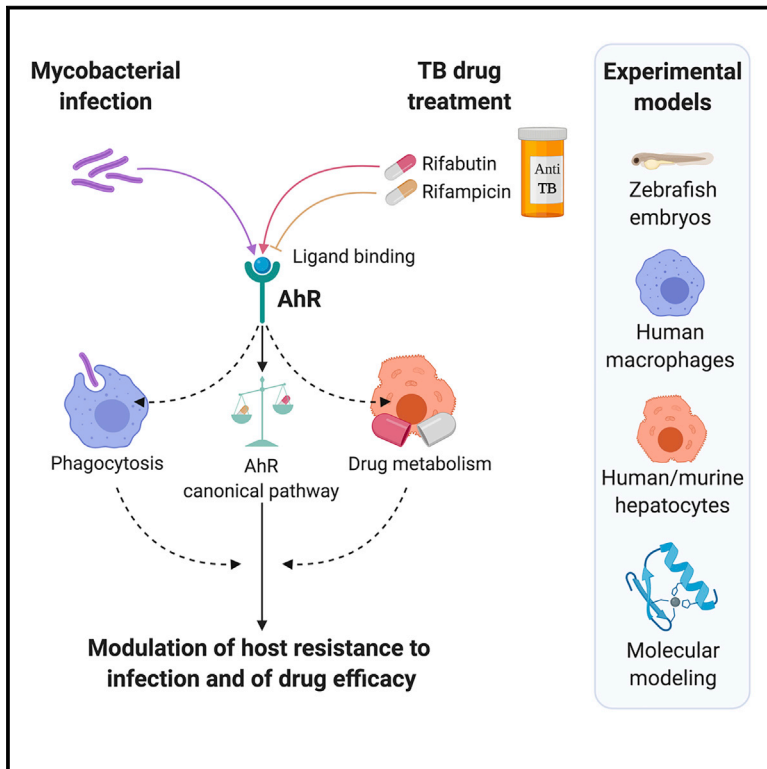 Mycobacterial
infection
TB drug
treatment
Rifabutin
Rifampicin
Anti
TB
Ligand binding
AhR
Phagocytosis
AhR
canonical pathway
Drug metabolism
Modulation of host resistance to
infection and of drug efficacy
Experimental
models
Zebrafish
embryos
Human
macrophages
Human/murine
hepatocytes
Molecular
modeling